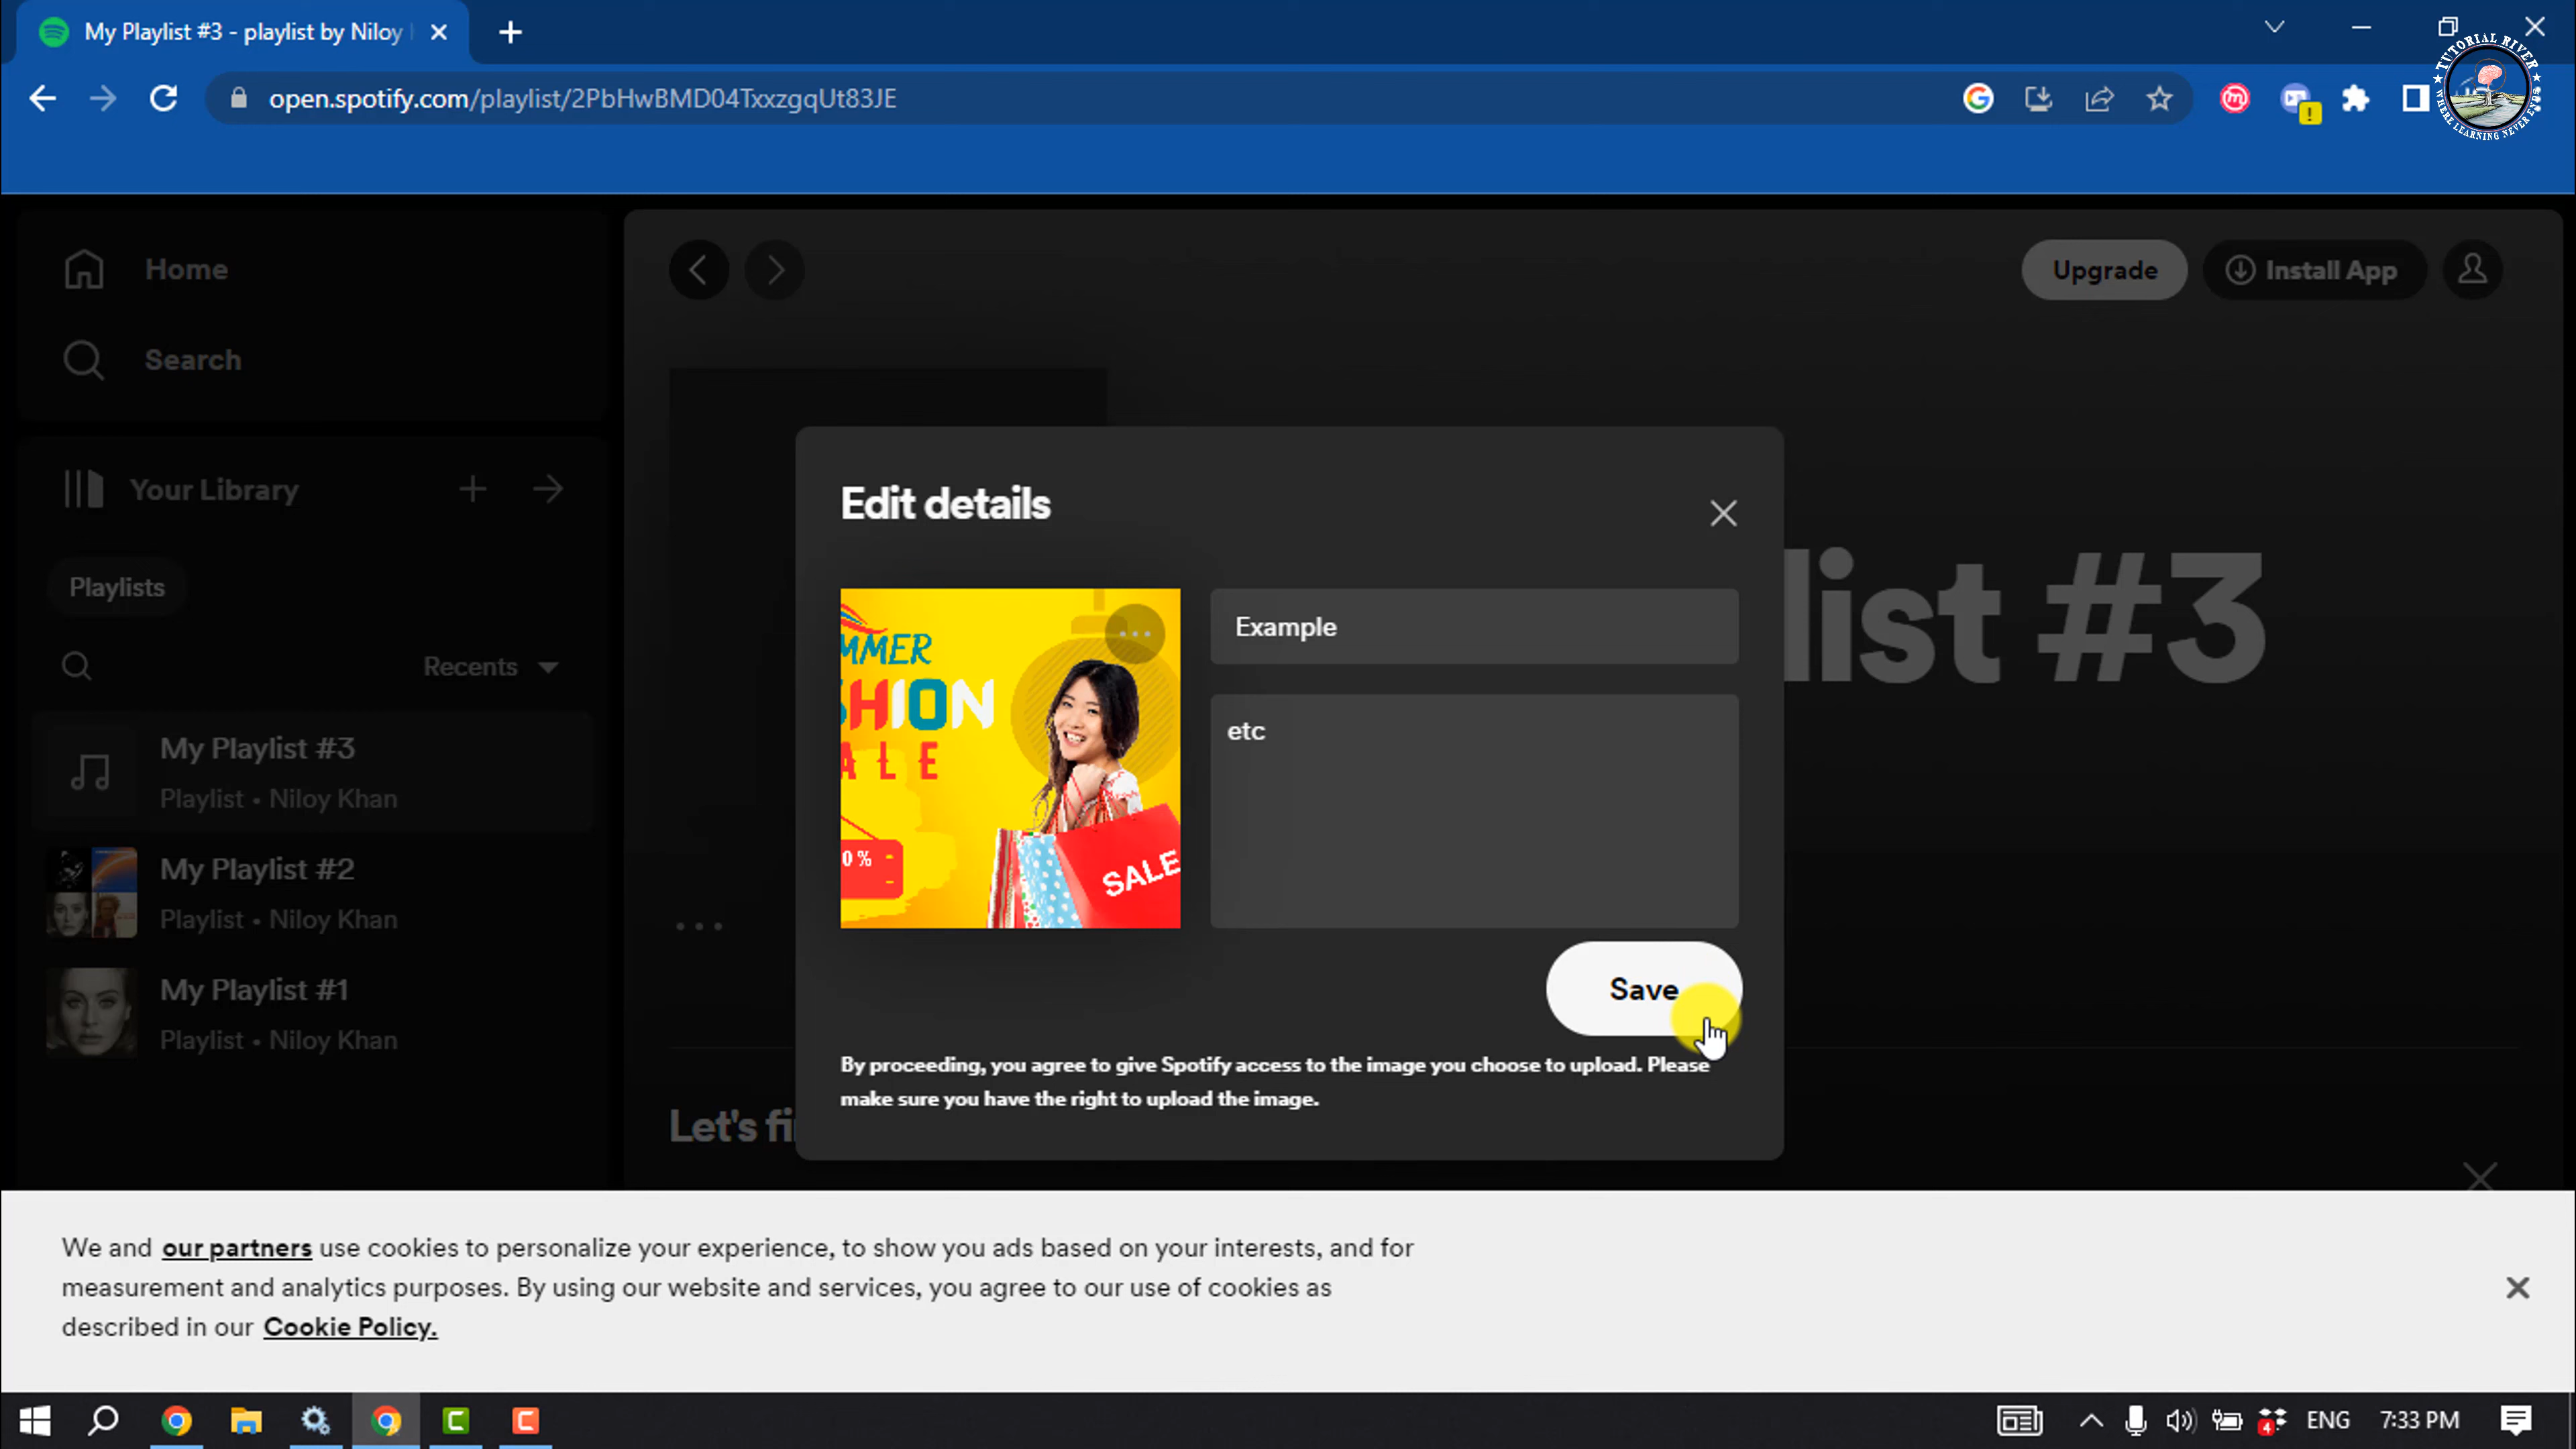 My Playlist #3 - playlist by Niloy
open.spotify.com/playlist/2PbHwBMD04TxxzgqUt83JE
TUTORIAL RIVER
Home
Search
Upgrade
Install App
Your Library
Playlists
Recents
My Playlist #3
Playlist • Niloy Khan
My Playlist #2
Playlist • Niloy Khan
My Playlist #1
Playlist • Niloy Khan
list #3
Edit details
MMER
SHION
ALE
0 %
SALE
Example
etc
Save
By proceeding, you agree to give Spotify access to the image you choose to upload. Please
make sure you have the right to upload the image.
Let's fi
We and our partners use cookies to personalize your experience, to show you ads based on your interests, and for
measurement and analytics purposes. By using our website and services, you agree to our use of cookies as
described in our Cookie Policy.
4
ENG
7:33 PM